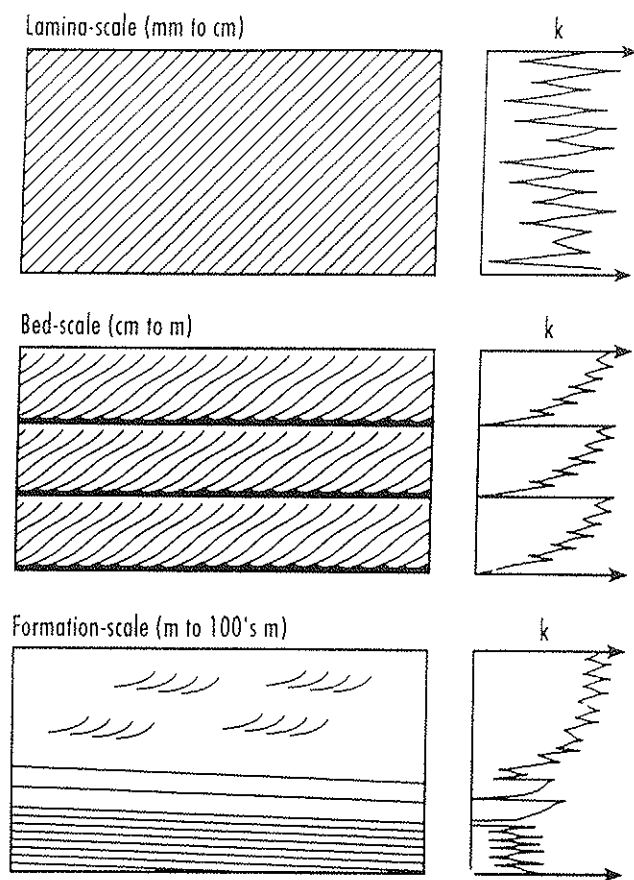 Lamina-scale (mm to cm)
k
Bed-scale (cm to m)
k
Formation-scale (m to 100's m)
k